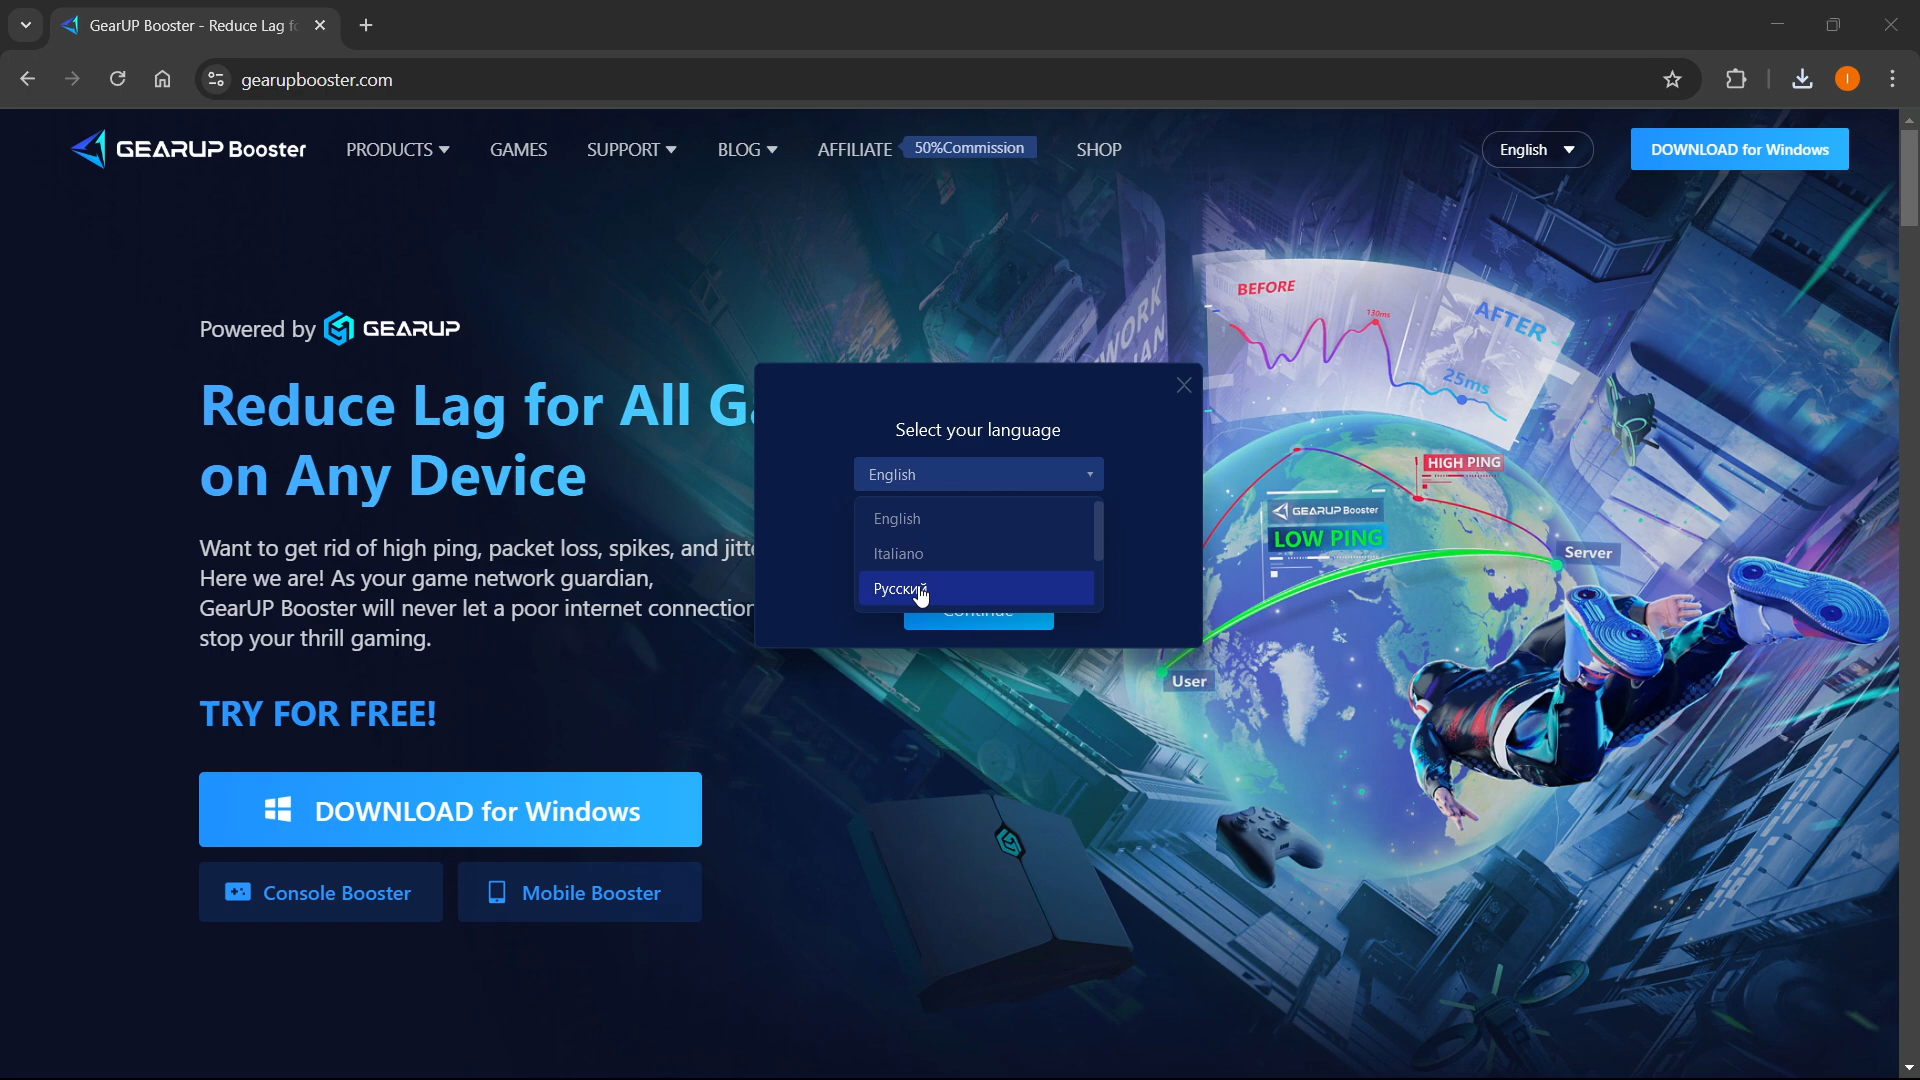 GearUP Booster - Reduce Lag f
gearupbooster.com
I
GEARUP Booster
PRODUCTS
GAMES
SUPPORT
BLOG
AFFILIATE
50%Commission
SHOP
English
DOWNLOAD for Windows
Powered by GEARUP
Reduce Lag for All G
on Any Device
Want to get rid of high ping, packet loss, spikes, and jitt
Here we are! As your game network guardian,
GearUP Booster will never let a poor internet connection
stop your thrill gaming.
TRY FOR FREE!
DOWNLOAD for Windows
Console Booster
Mobile Booster
Select your language
English
English
Italiano
Русский
Continue
BEFORE
AFTER
130ms
25ms
HIGH PING
GEARUP Booster
LOW PING
Server
User